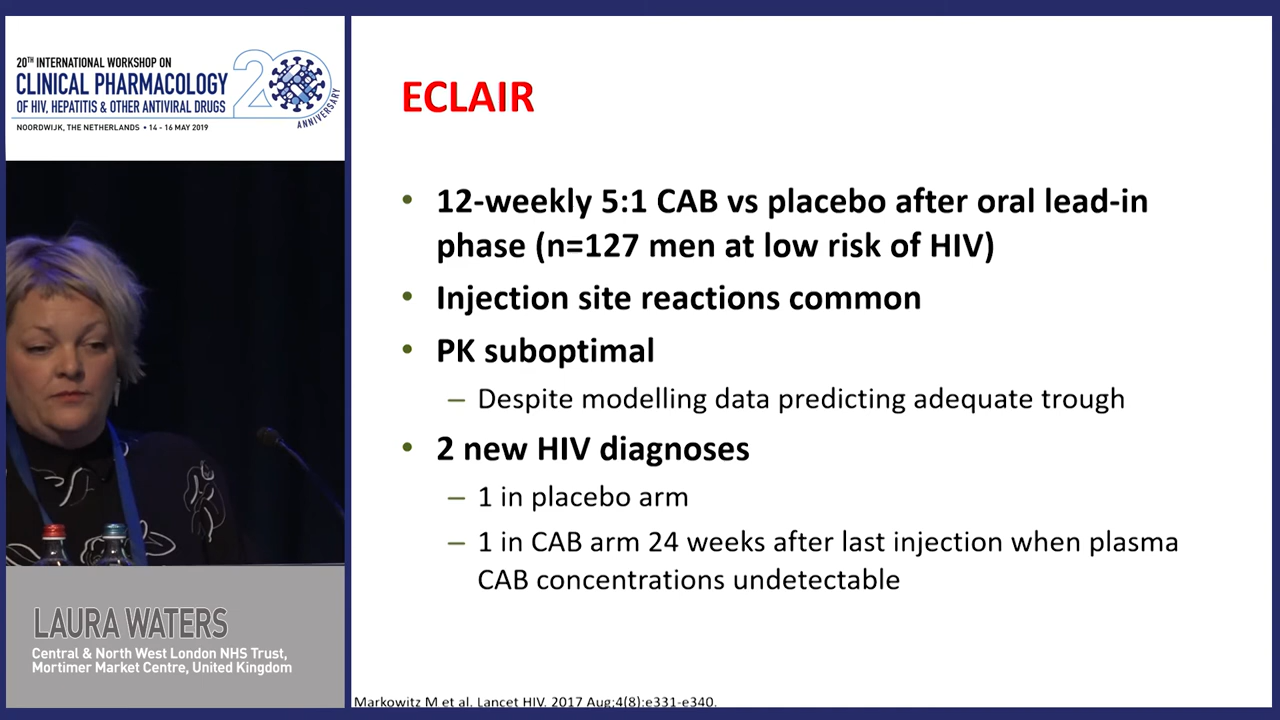 20TH INTERNATIONAL WORKSHOP ON
CLINICAL PHARMACOLOGY
OF HIV, HEPATITIS & OTHER ANTIVIRAL DRUGS
NOORDWIJK, THE NETHERLANDS • 14 - 16 MAY 2019
20
ANNIVERSARY
LAURA WATERS
Central & North West London NHS Trust,
Mortimer Market Centre, United Kingdom
ECLAIR
• 12-weekly 5:1 CAB vs placebo after oral lead-in
phase (n=127 men at low risk of HIV)
• Injection site reactions common
• PK suboptimal
– Despite modelling data predicting adequate trough
• 2 new HIV diagnoses
– 1 in placebo arm
– 1 in CAB arm 24 weeks after last injection when plasma
CAB concentrations undetectable
Markowitz M et al. Lancet HIV. 2017 Aug;4(8):e331-e340.